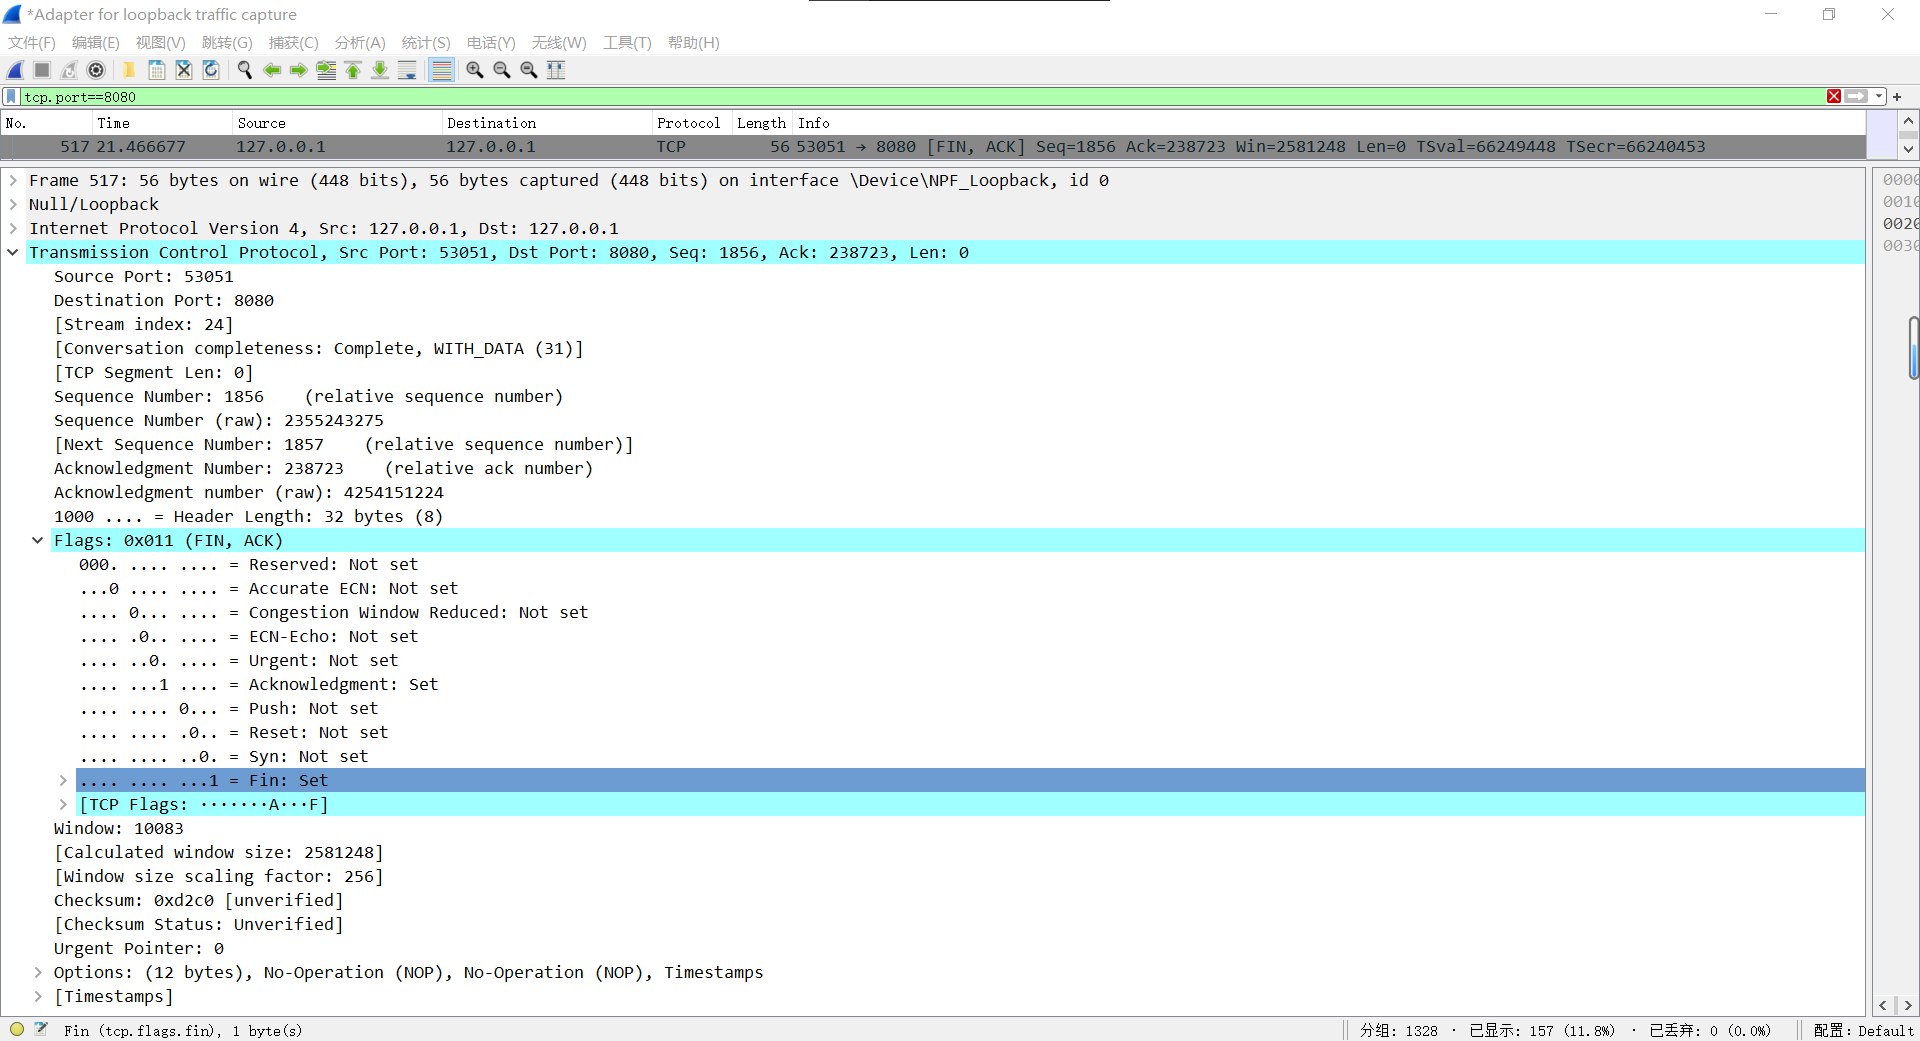 *Adapter for loopback traffic capture
文件(F) 编辑(E) 视图(V) 跳转(G) 捕获(C) 分析(A) 统计(S) 电话(Y) 无线(W) 工具(T) 帮助(H)
tcp.port==8080
No. Time Source Destination Protocol Length Info
517 21.466677 127.0.0.1 127.0.0.1 TCP 56 53051 → 8080 [FIN, ACK] Seq=1856 Ack=238723 Win=2581248 Len=0 TSval=66249448 TSecr=66240453
Frame 517: 56 bytes on wire (448 bits), 56 bytes captured (448 bits) on interface \Device\NPF_Loopback, id 0
Null/Loopback
Internet Protocol Version 4, Src: 127.0.0.1, Dst: 127.0.0.1
Transmission Control Protocol, Src Port: 53051, Dst Port: 8080, Seq: 1856, Ack: 238723, Len: 0
Source Port: 53051
Destination Port: 8080
[Stream index: 24]
[Conversation completeness: Complete, WITH_DATA (31)]
[TCP Segment Len: 0]
Sequence Number: 1856    (relative sequence number)
Sequence Number (raw): 2355243275
[Next Sequence Number: 1857    (relative sequence number)]
Acknowledgment Number: 238723    (relative ack number)
Acknowledgment number (raw): 4254151224
1000 .... = Header Length: 32 bytes (8)
Flags: 0x011 (FIN, ACK)
000. .... .... = Reserved: Not set
...0 .... .... = Accurate ECN: Not set
.... 0... .... = Congestion Window Reduced: Not set
.... .0.. .... = ECN-Echo: Not set
.... ..0. .... = Urgent: Not set
.... ...1 .... = Acknowledgment: Set
.... .... 0... = Push: Not set
.... .... .0.. = Reset: Not set
.... .... ..0. = Syn: Not set
.... .... ...1 = Fin: Set
[TCP Flags: ·······A···F]
Window: 10083
[Calculated window size: 2581248]
[Window size scaling factor: 256]
Checksum: 0xd2c0 [unverified]
[Checksum Status: Unverified]
Urgent Pointer: 0
Options: (12 bytes), No-Operation (NOP), No-Operation (NOP), Timestamps
[Timestamps]
0000
0010
0020
0030
Fin (tcp.flags.fin), 1 byte(s)
分组: 1328 · 已显示: 157 (11.8%) · 已丢弃: 0 (0.0%)
配置: Default